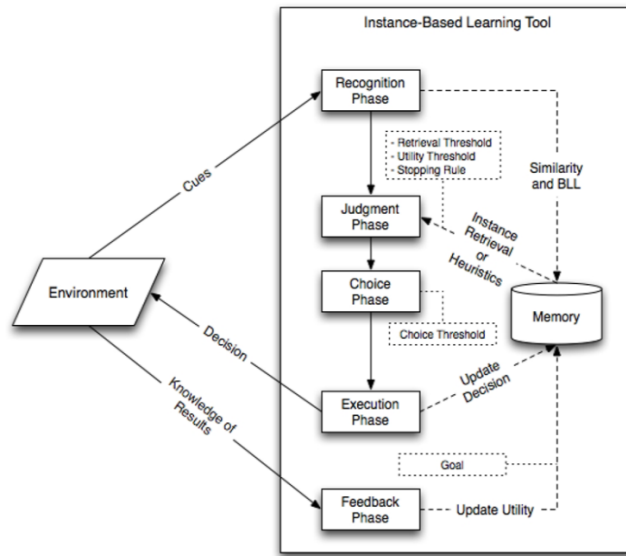 Instance-Based Learning Tool
Recognition
Phase
- Retrieval Threshold
- Utility Threshold
- Stopping Rule
Similarity
and BLL
Cues
Judgment
Phase
Instance
Retrieval
or
Heuristics
Environment
Choice
Phase
Memory
Choice Threshold
Decision
Update
Decision
Execution
Phase
Knowledge of
Results
Goal
Feedback
Phase
Update Utility